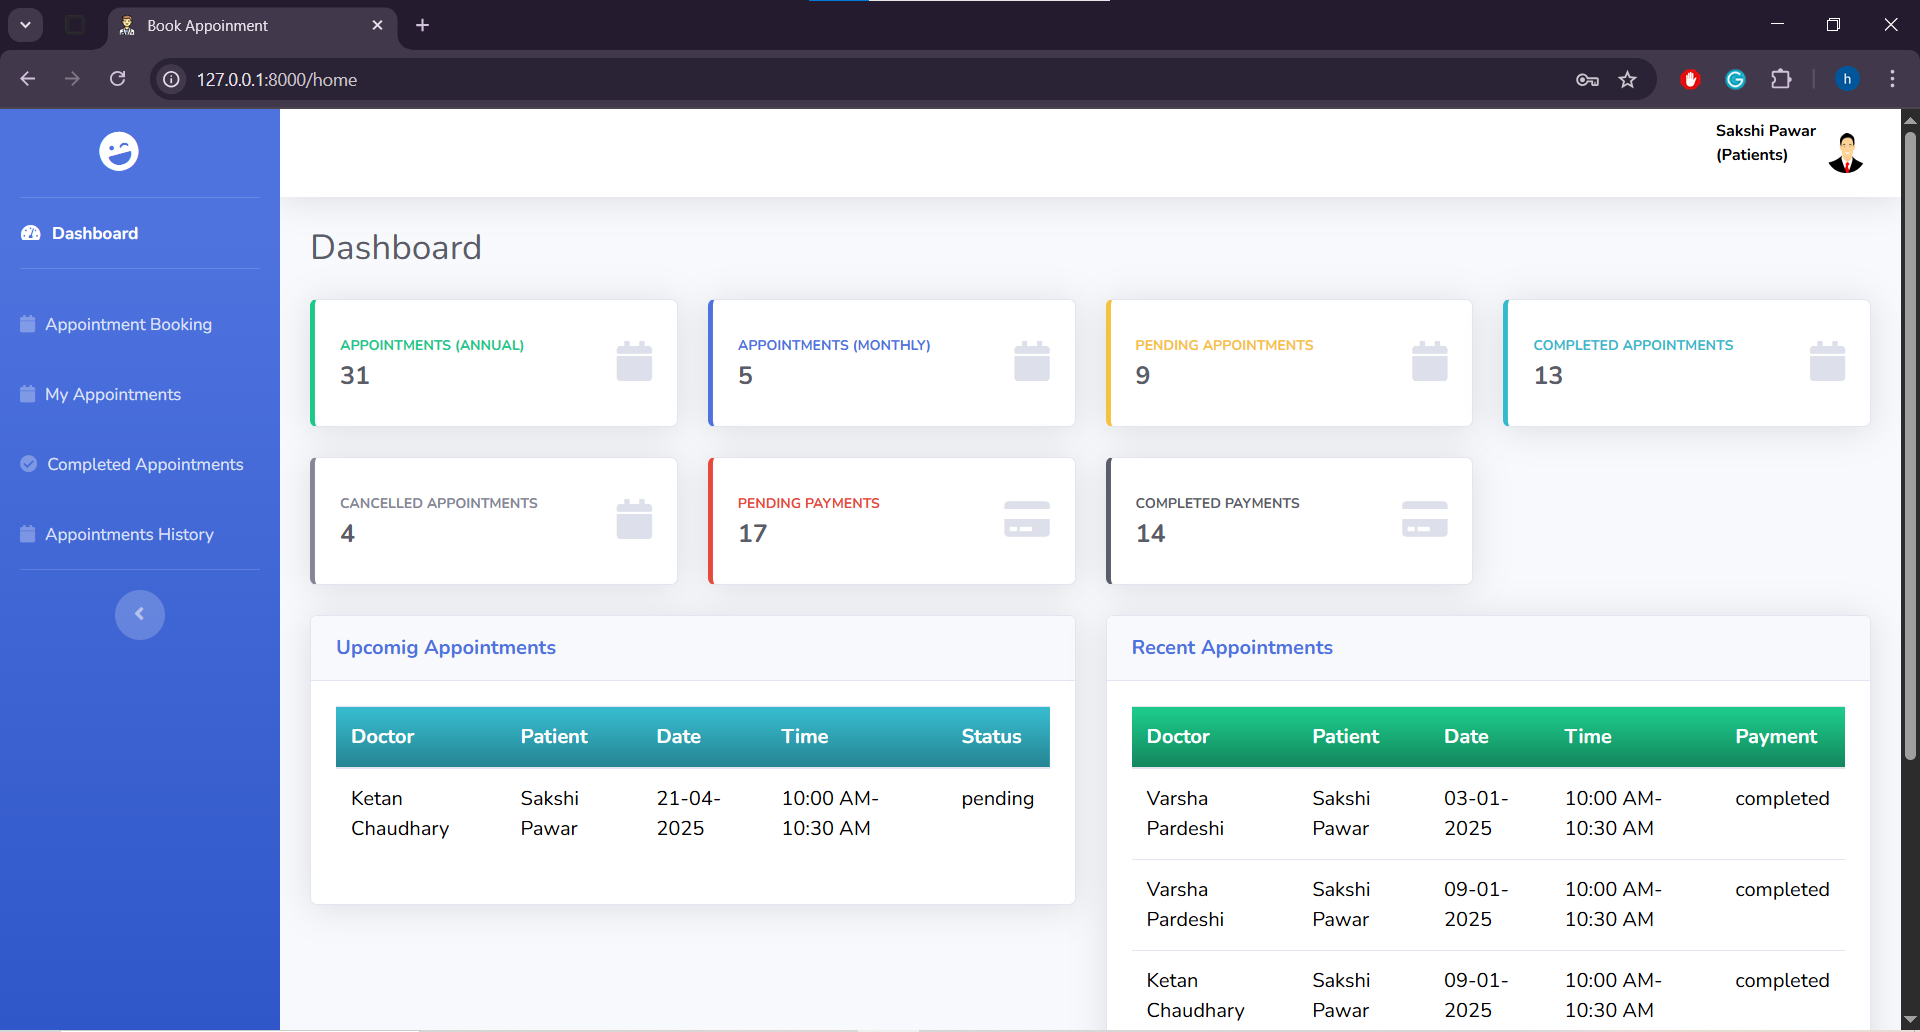 Book Appoinment
127.0.0.1:8000/home
h
Sakshi Pawar
(Patients)
Dashboard
Appointment Booking
My Appointments
Completed Appointments
Appointments History
Dashboard
APPOINTMENTS (ANNUAL)
31
APPOINTMENTS (MONTHLY)
5
PENDING APPOINTMENTS
9
COMPLETED APPOINTMENTS
13
CANCELLED APPOINTMENTS
4
PENDING PAYMENTS
17
COMPLETED PAYMENTS
14
Upcomig Appointments
Doctor Patient Date Time Status
Ketan Sakshi 21-04- 10:00 AM- pending
Chaudhary Pawar 2025 10:30 AM
Recent Appointments
Doctor Patient Date Time Payment
Varsha Sakshi 03-01- 10:00 AM- completed
Pardeshi Pawar 2025 10:30 AM
Varsha Sakshi 09-01- 10:00 AM- completed
Pardeshi Pawar 2025 10:30 AM
Ketan Sakshi 09-01- 10:00 AM- completed
Chaudhary Pawar 2025 10:30 AM